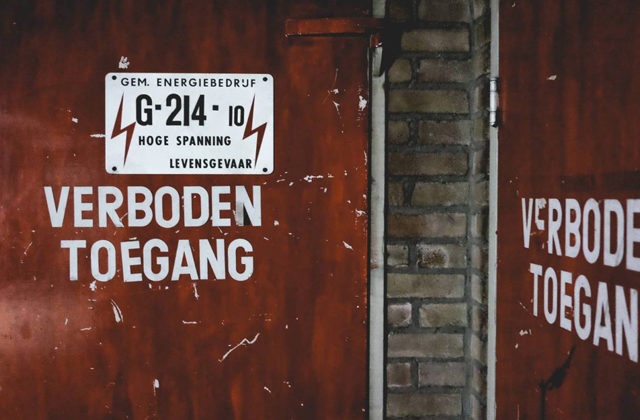 GEM. ENERGIEBEDRIJF
G-214-10
HOGE SPANNING
LEVENSGEVAAR
VERBODEN
TOEGANG
VERBODE
TOEGAN